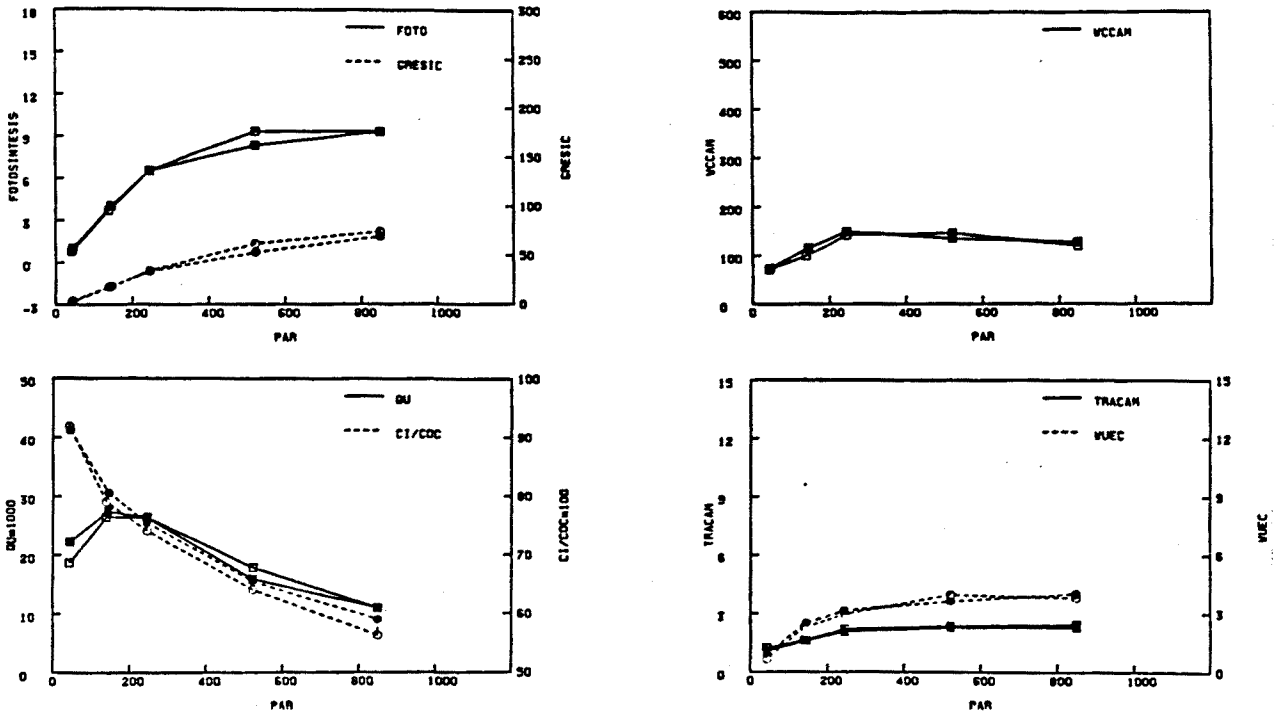 18
15
12
9
6
3
0
-3
FOTOSINTESIS
300
250
200
150
100
50
0
GRESIC
FOTO
GRESIC
0 200 400 600 800 1000
PAR
600
500
400
300
200
100
0
WCCAM
WCCAM
0 200 400 600 800 1000
PAR
50
40
30
20
10
0
QU*1000
100
90
80
70
60
50
CI/COC*100
QU
CI/COC
0 200 400 600 800 1000
PAR
15
12
9
6
3
0
TRACAM
15
12
9
6
3
0
WUEC
TRACAM
WUEC
0 200 400 600 800 1000
PAR